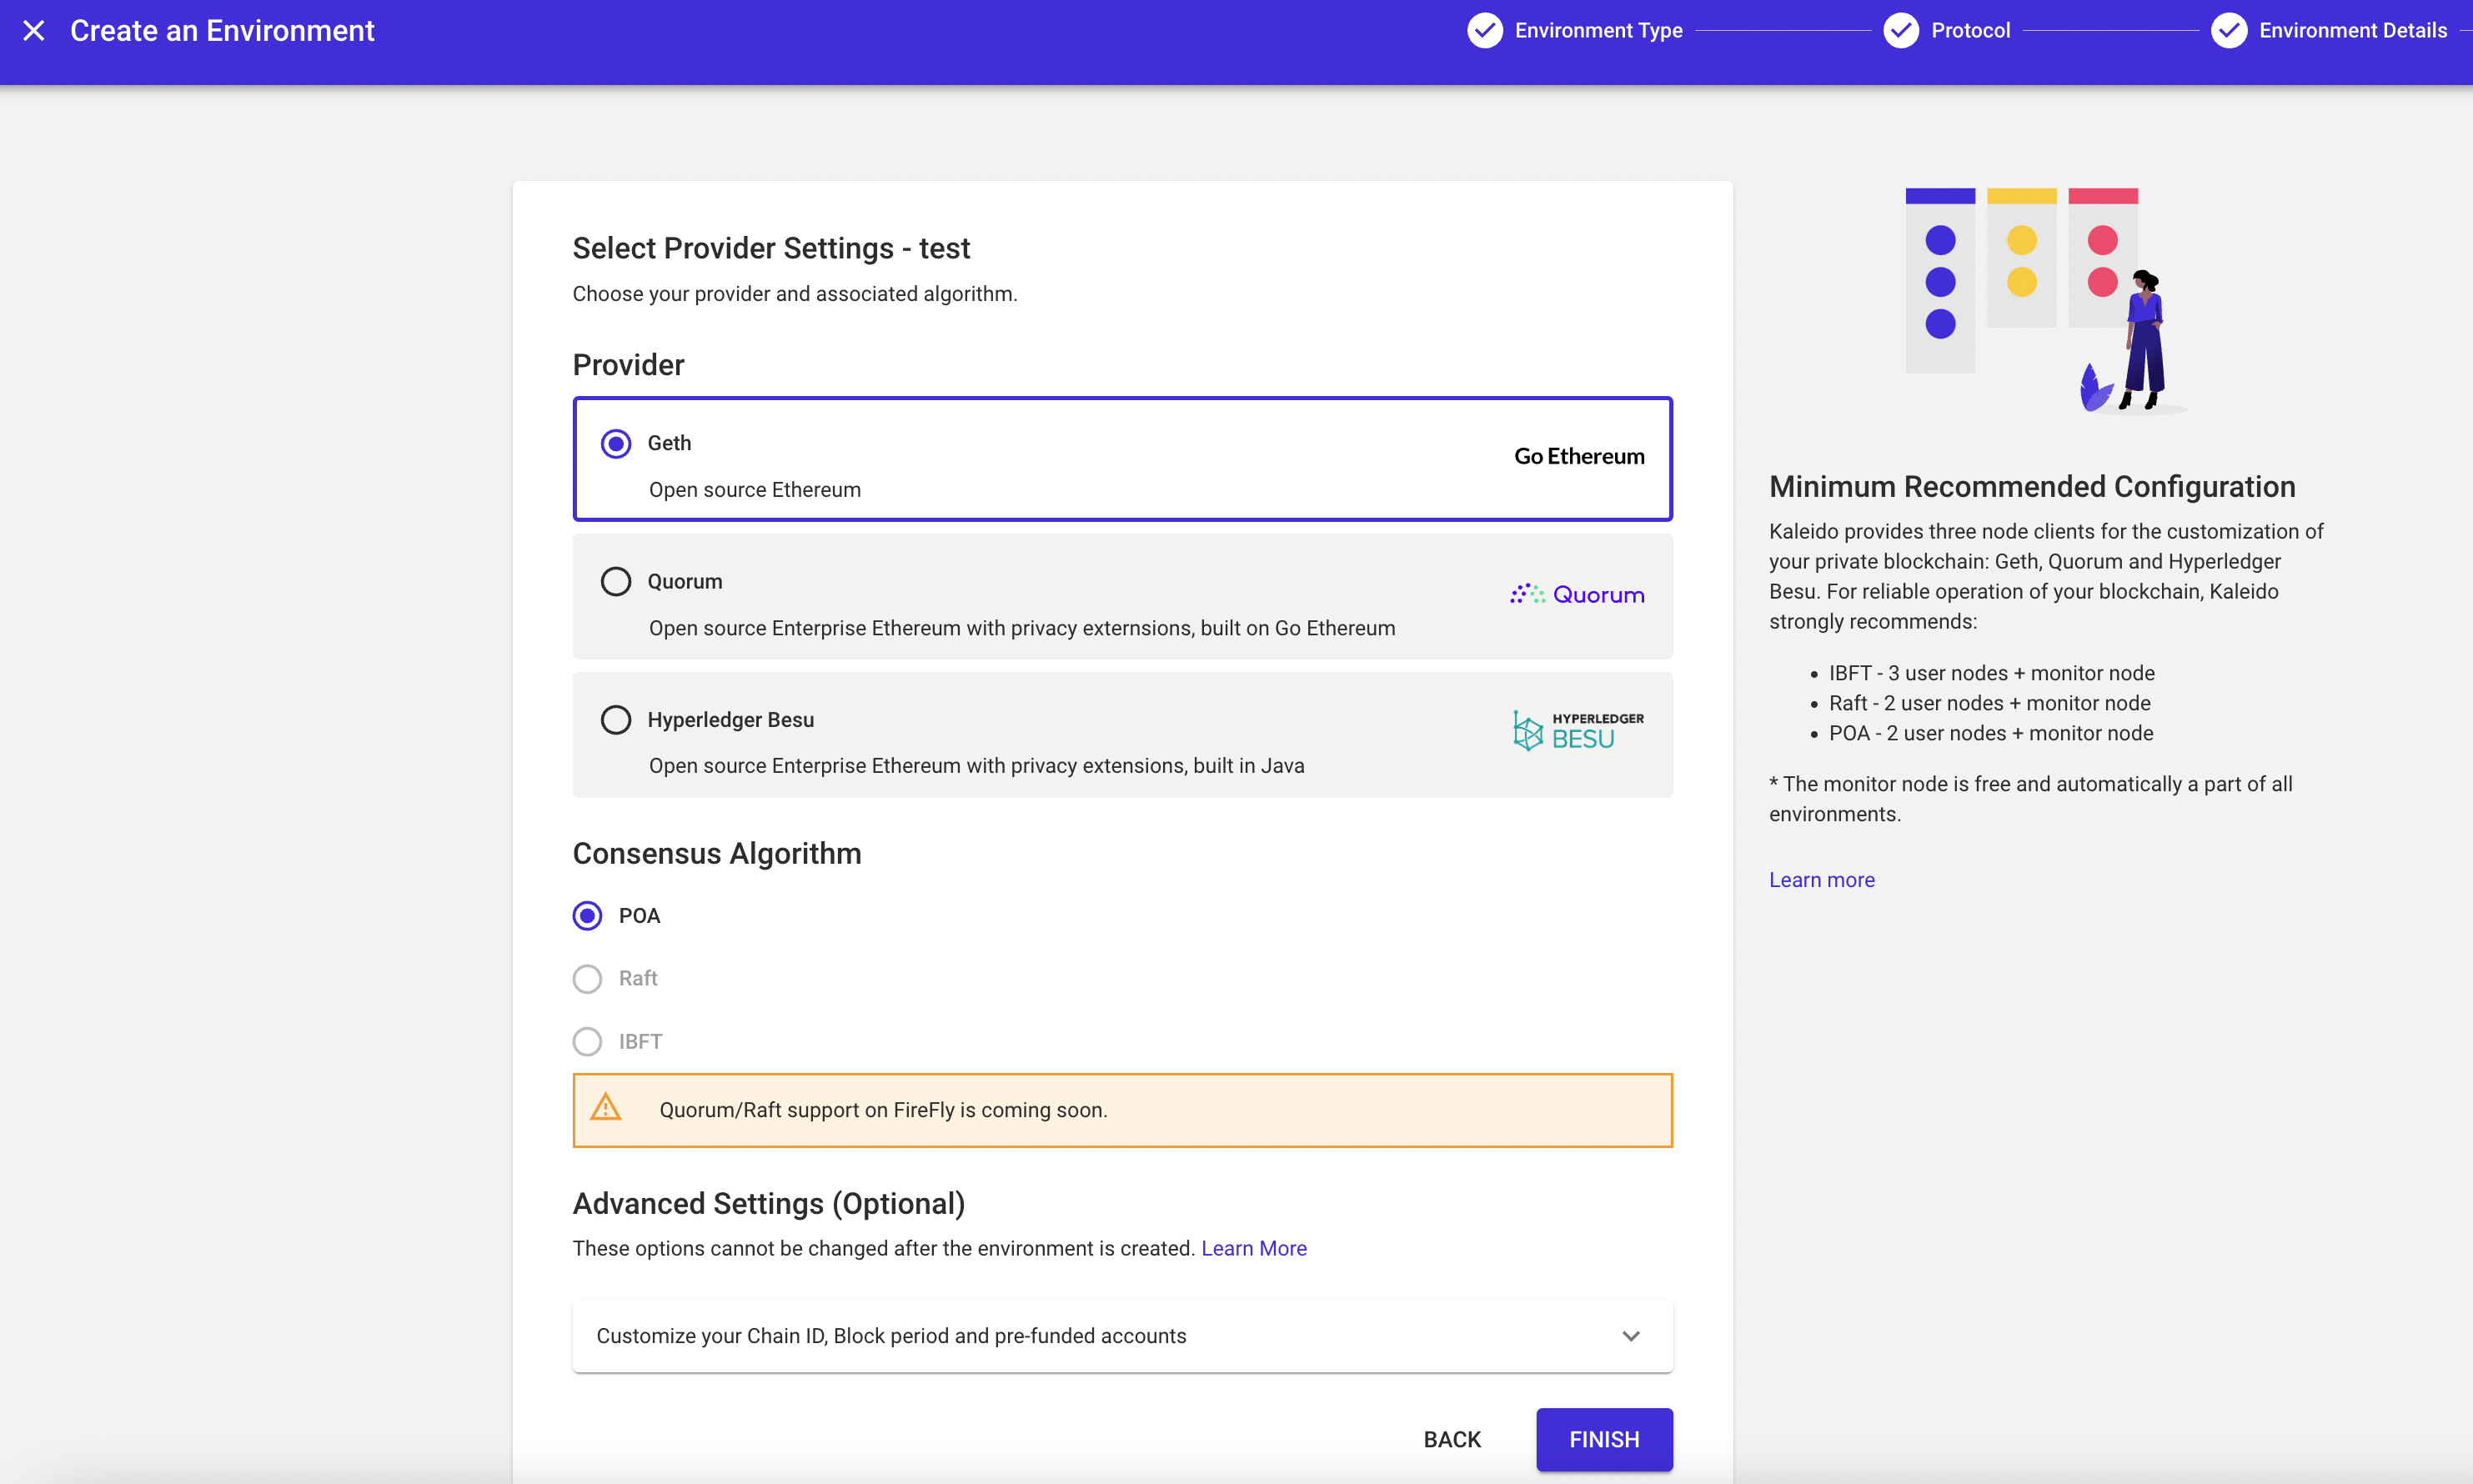 Create an Environment
Environment Type
Protocol
Environment Details
Select Provider Settings - test
Choose your provider and associated algorithm.
Provider
Geth
Go Ethereum
Open source Ethereum
Quorum
Quorum
Open source Enterprise Ethereum with privacy externsions, built on Go Ethereum
Hyperledger Besu
HYPERLEDGER
BESU
Open source Enterprise Ethereum with privacy extensions, built in Java
Consensus Algorithm
POA
Raft
IBFT
Quorum/Raft support on FireFly is coming soon.
Advanced Settings (Optional)
These options cannot be changed after the environment is created. Learn More
Customize your Chain ID, Block period and pre-funded accounts
BACK
FINISH
Minimum Recommended Configuration
Kaleido provides three node clients for the customization of
your private blockchain: Geth, Quorum and Hyperledger
Besu. For reliable operation of your blockchain, Kaleido
strongly recommends:
• IBFT - 3 user nodes + monitor node
• Raft - 2 user nodes + monitor node
• POA - 2 user nodes + monitor node
* The monitor node is free and automatically a part of all
environments.
Learn more